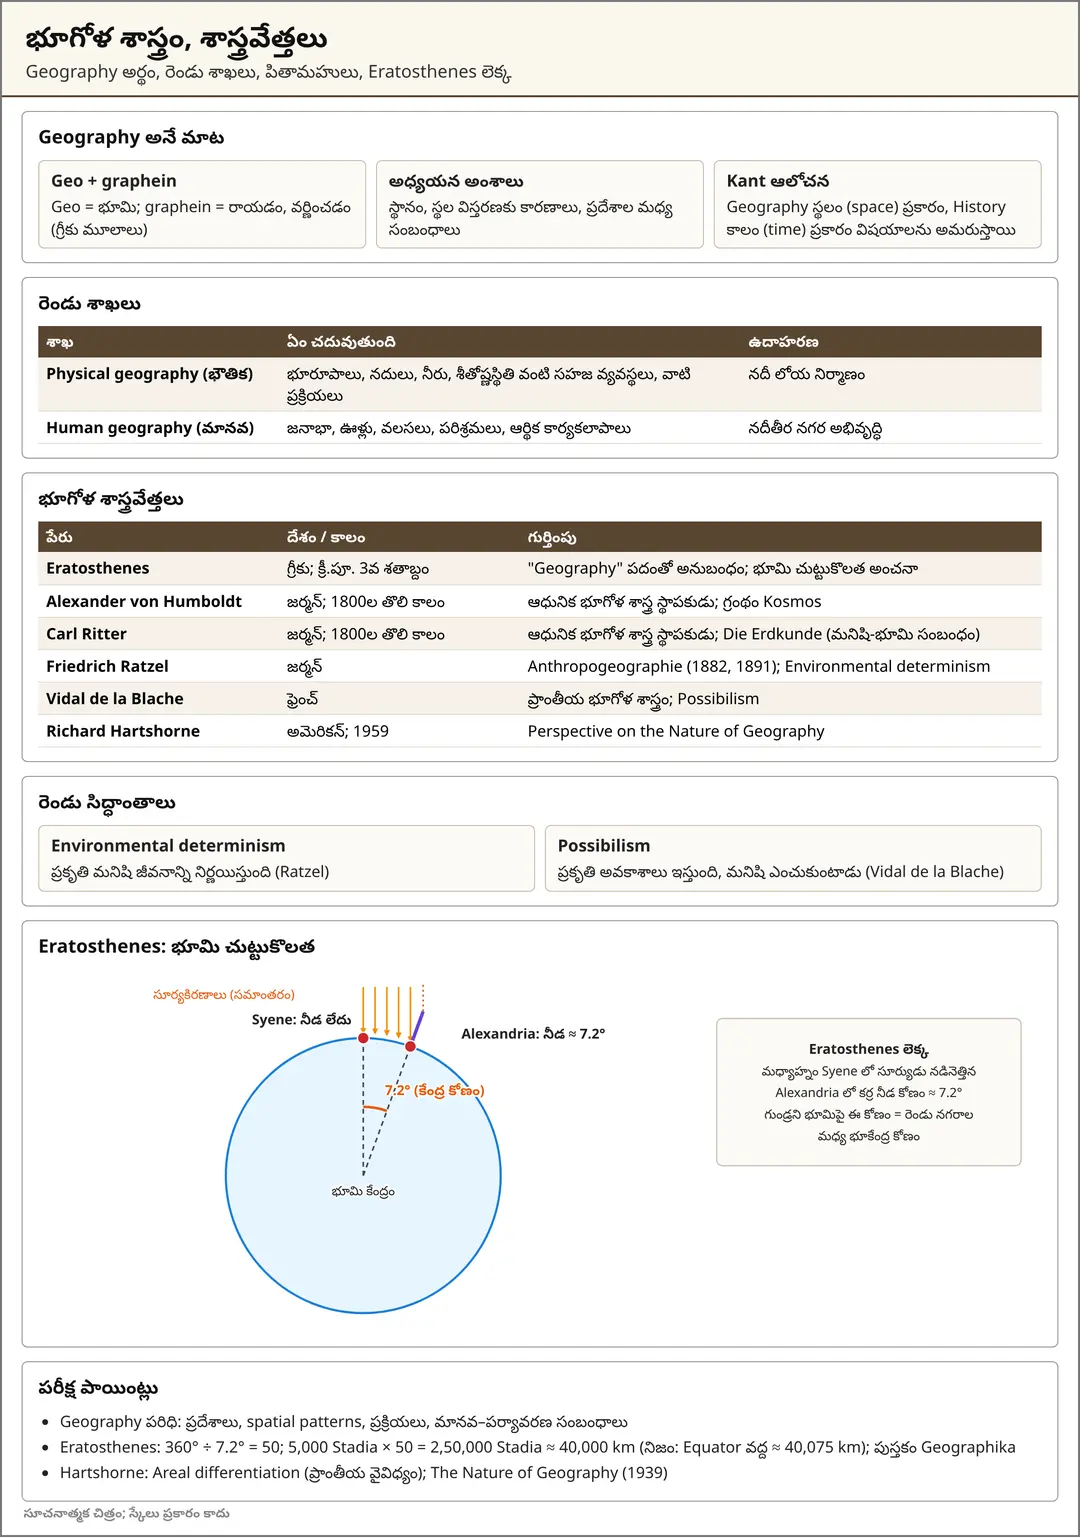 భూగోళ శాస్త్రం, శాస్త్రవేత్తలు
Geography అర్థం, రెండు శాఖలు, పితామహులు, Eratosthenes లెక్క
Geography అనే మాట
Geo + graphein
Geo = భూమి; graphein = రాయడం, వర్ణించడం
(గ్రీకు మూలాలు)
అధ్యయన అంశాలు
స్థానం, స్థల విస్తరణకు కారణాలు, ప్రదేశాల మధ్య
సంబంధాలు
Kant ఆలోచన
Geography స్థలం (space) ప్రకారం, History
కాలం (time) ప్రకారం విషయాలను అమరుస్తాయి
రెండు శాఖలు
శాఖ ఏం చదువుతుంది ఉదాహరణ
Physical geography (భౌతిక) భూరూపాలు, నదులు, నీరు, శీతోష్ణస్థితి వంటి సహజ వ్యవస్థలు, వాటి నదీ లోయ నిర్మాణం
ప్రక్రియలు
Human geography (మానవ) జనాభా, ఊళ్లు, వలసలు, పరిశ్రమలు, ఆర్థిక కార్యకలాపాలు నదీతీర నగర అభివృద్ధి
భూగోళ శాస్త్రవేత్తలు
పేరు దేశం / కాలం గుర్తింపు
Eratosthenes గ్రీకు; క్రీ.పూ. 3వ శతాబ్దం "Geography" పదంతో అనుబంధం; భూమి చుట్టుకొలత అంచనా
Alexander von Humboldt జర్మన్; 1800ల తొలి కాలం ఆధునిక భూగోళ శాస్త్ర స్థాపకుడు; గ్రంథం Kosmos
Carl Ritter జర్మన్; 1800ల తొలి కాలం ఆధునిక భూగోళ శాస్త్ర స్థాపకుడు; Die Erdkunde (మనిషి-భూమి సంబంధం)
Friedrich Ratzel జర్మన్ Anthropogeographie (1882, 1891); Environmental determinism
Vidal de la Blache ఫ్రెంచ్ ప్రాంతీయ భూగోళ శాస్త్రం; Possibilism
Richard Hartshorne అమెరికన్; 1959 Perspective on the Nature of Geography
రెండు సిద్ధాంతాలు
Environmental determinism
ప్రకృతి మనిషి జీవనాన్ని నిర్ణయిస్తుంది (Ratzel)
Possibilism
ప్రకృతి అవకాశాలు ఇస్తుంది, మనిషి ఎంచుకుంటాడు (Vidal de la Blache)
Eratosthenes: భూమి చుట్టుకొలత
సూర్యకిరణాలు (సమాంతరం)
Syene: నీడ లేదు
Alexandria: నీడ ≈ 7.2°
7.2° (కేంద్ర కోణం)
భూమి కేంద్రం
Eratosthenes లెక్క
మధ్యాహ్నం Syene లో సూర్యుడు నడినెత్తిన
Alexandria లో కర్ర నీడ కోణం ≈ 7.2°
గుండ్రని భూమిపై ఈ కోణం = రెండు నగరాల
మధ్య భూకేంద్ర కోణం
పరీక్ష పాయింట్లు
• Geography పరిధి: ప్రదేశాలు, spatial patterns, ప్రక్రియలు, మానవ–పర్యావరణ సంబంధాలు
• Eratosthenes: 360° ÷ 7.2° = 50; 5,000 Stadia × 50 = 2,50,000 Stadia ≈ 40,000 km (నిజం: Equator వద్ద ≈ 40,075 km); పుస్తకం Geographika
• Hartshorne: Areal differentiation (ప్రాంతీయ వైవిధ్యం); The Nature of Geography (1939)
సూచనాత్మక చిత్రం; స్కేలు ప్రకారం కాదు